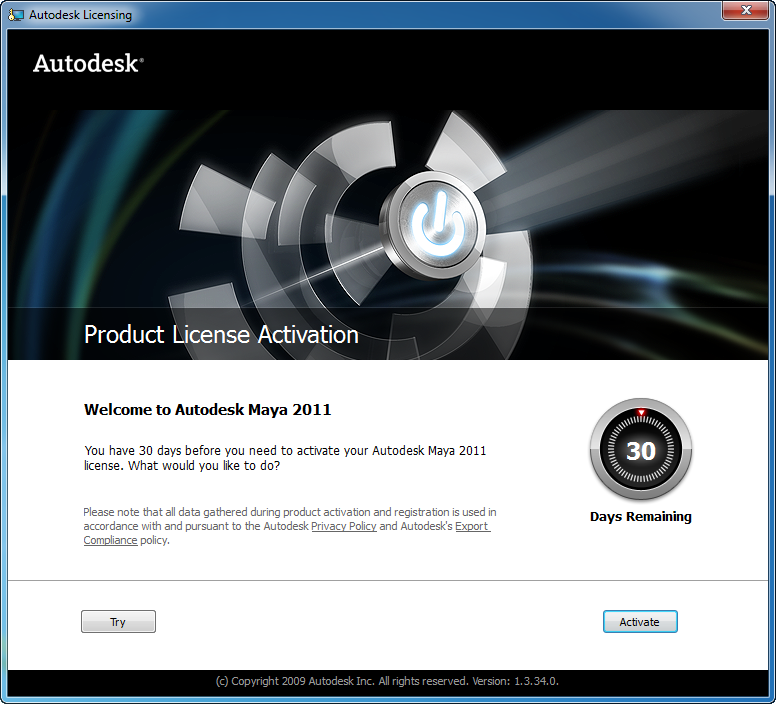 Autodesk Licensing
Autodesk®
Product License Activation
Welcome to Autodesk Maya 2011
You have 30 days before you need to activate your Autodesk Maya 2011
license. What would you like to do?
30
Days Remaining
Please note that all data gathered during product activation and registration is used in
accordance with and pursuant to the Autodesk Privacy Policy and Autodesk's Export
Compliance policy.
Try
Activate
(c) Copyright 2009 Autodesk Inc. All rights reserved. Version: 1.3.34.0.